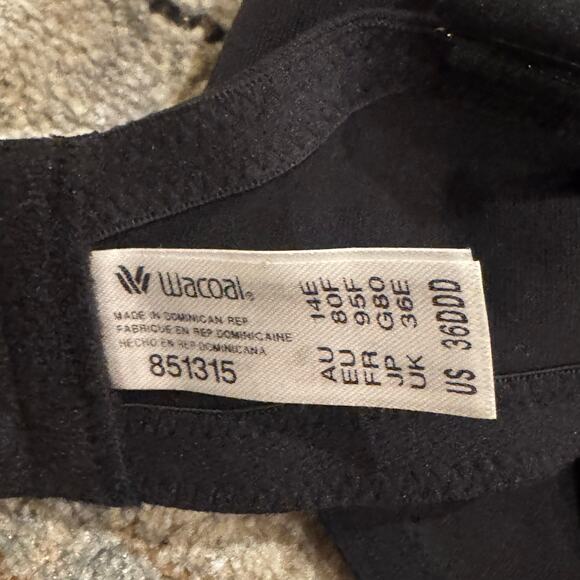 Wacoal®
MADE IN DOMINICAN REP
FABRIQUE EN REP DOMINICAINE
HECHO EN REP DOMINICANA
851315
AU 14E
EU 80F
FR 95F
JP G80
UK 36E
US 36DDD